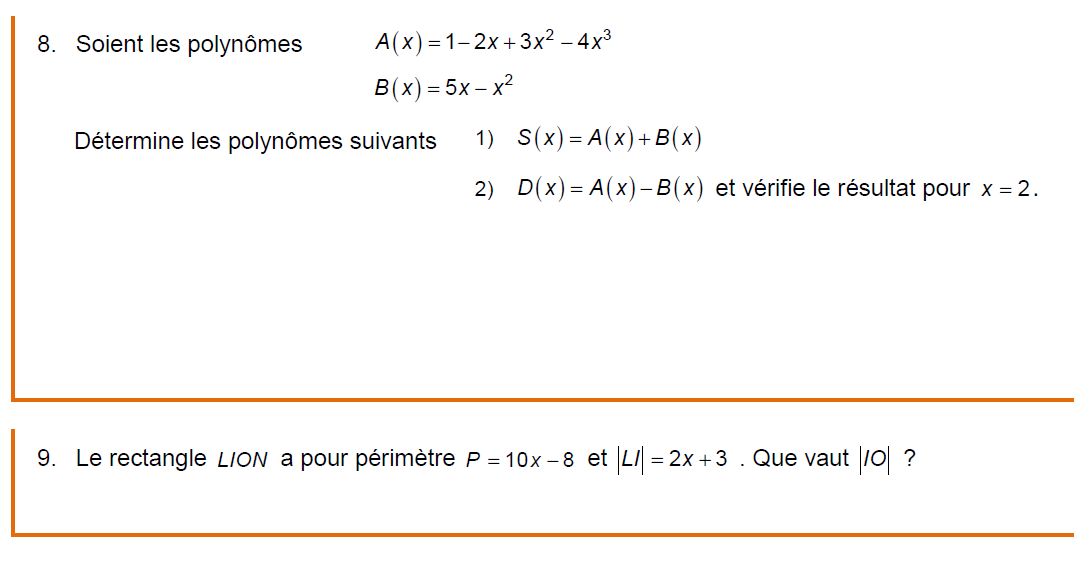 8. Soient les polynômes A(x) = 1 – 2x + 3x² – 4x³
B(x) = 5x – x²
Détermine les polynômes suivants 1) S(x) = A(x) + B(x)
2) D(x) = A(x) – B(x) et vérifie le résultat pour x = 2.
9. Le rectangle LION a pour périmètre P = 10x – 8 et |LI| = 2x + 3 . Que vaut |IO| ?